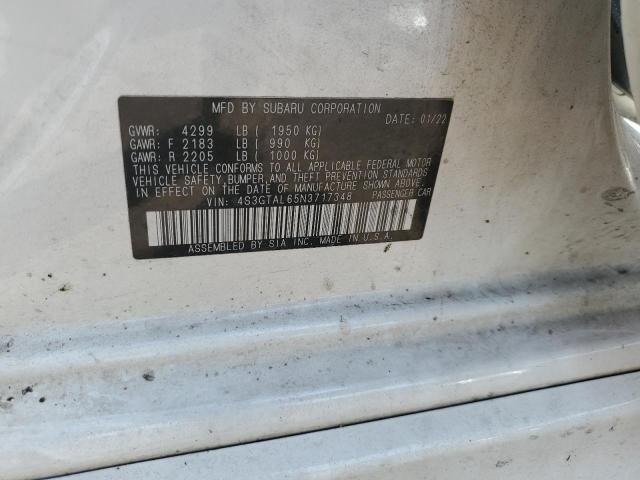 MFD BY SUBARU CORPORATION
DATE: 01/22
GVWR: 4299 LB ( 1950 KG)
GAWR: F 2183 LB ( 990 KG)
GAWR: R 2205 LB ( 1000 KG)
THIS VEHICLE CONFORMS TO ALL APPLICABLE FEDERAL MOTOR
VEHICLE SAFETY, BUMPER, AND THEFT PREVENTION STANDARDS
IN EFFECT ON THE DATE OF MANUFACTURE SHOWN ABOVE.
VIN: 4S3GTAL65N3717348 PASSENGER CAR
ASSEMBLED BY SIA INC. MADE IN U.S.A.